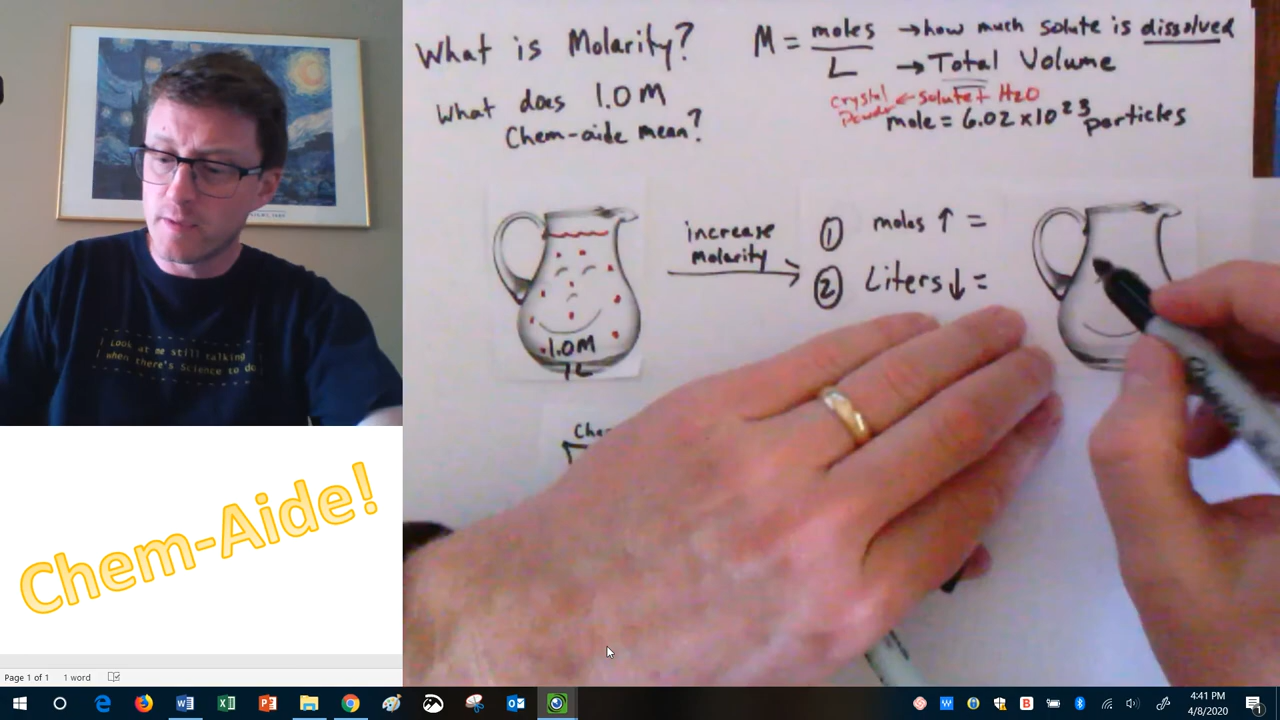 What is Molarity?
What does 1.0M
Chem-aide mean?
M = moles → how much solute is dissolved
L → Total Volume
Crystal ← solute + H2O
Powder
mole = 6.02 x 10 23 particles
increase
Molarity
① moles ↑ =
② Liters ↓ =
1.0M
1L
Look at me still talking
when there's Science to do
Chem-Aide!
Page 1 of 1 1 word
4:41 PM
4/8/2020